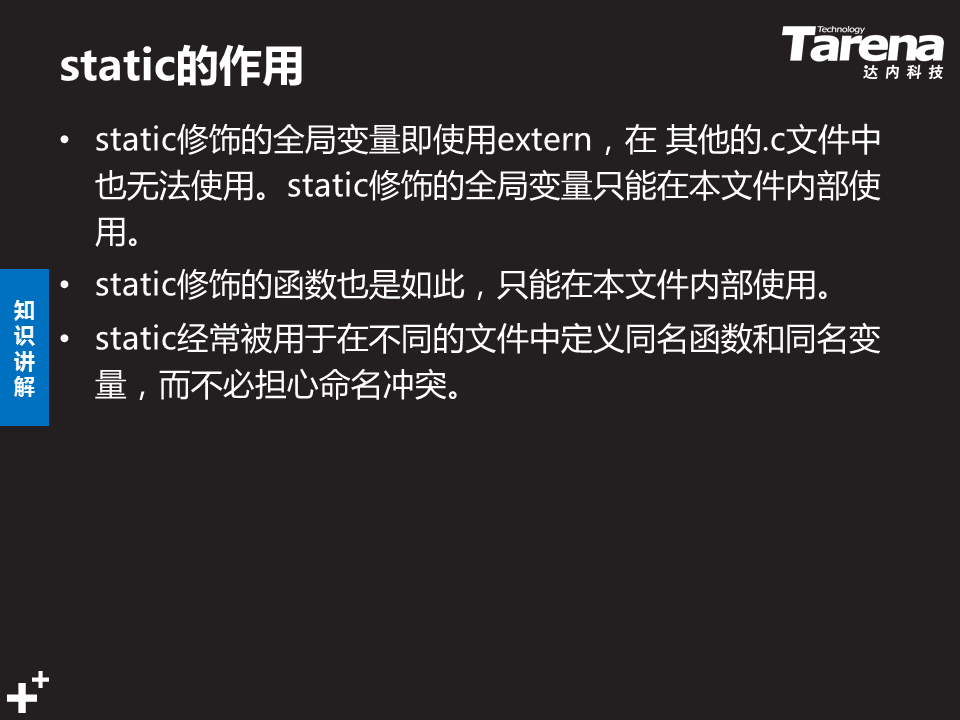 static的作用
Technology
Tarena
达内科技
• static修饰的全局变量即使用extern，在 其他的.c文件中
也无法使用。static修饰的全局变量只能在本文件内部使
用。
• static修饰的函数也是如此，只能在本文件内部使用。
• static经常被用于在不同的文件中定义同名函数和同名变
量，而不必担心命名冲突。
知
识
讲
解